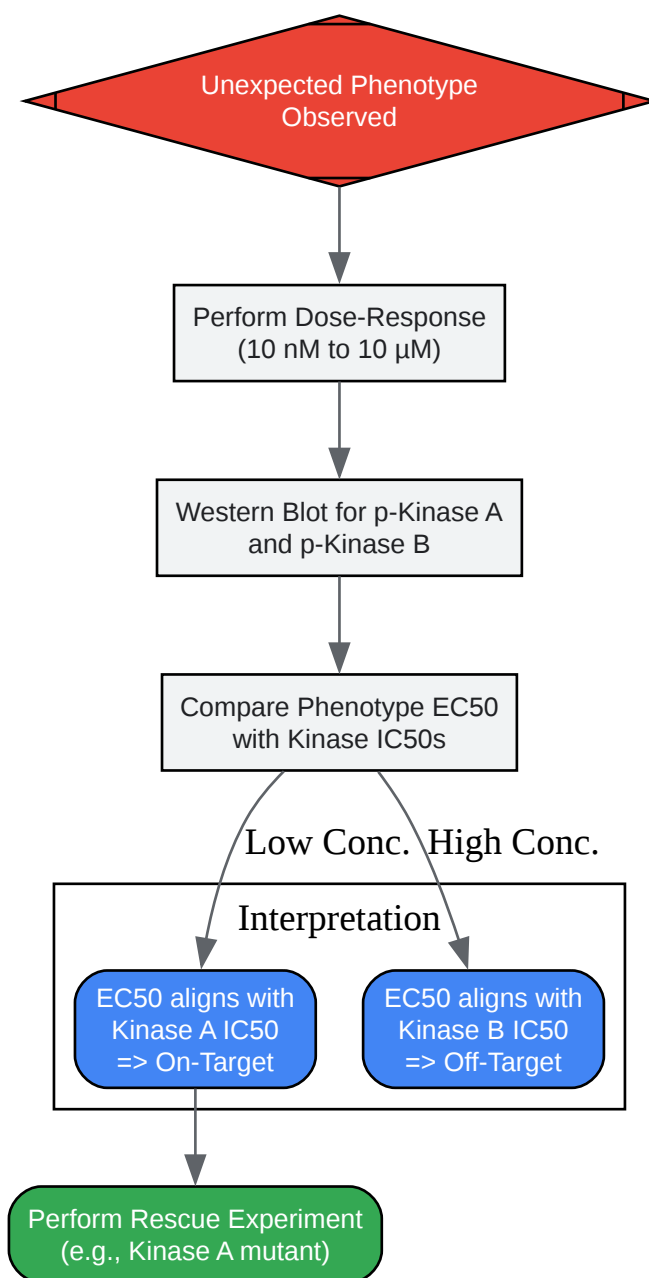 Unexpected Phenotype
Observed
Perform Dose-Response
(10 nM to 10 µM)
Western Blot for p-Kinase A
and p-Kinase B
Compare Phenotype EC50
with Kinase IC50s
Low Conc.
High Conc.
Interpretation
EC50 aligns with
Kinase A IC50
=> On-Target
EC50 aligns with
Kinase B IC50
=> Off-Target
Perform Rescue Experiment
(e.g., Kinase A mutant)